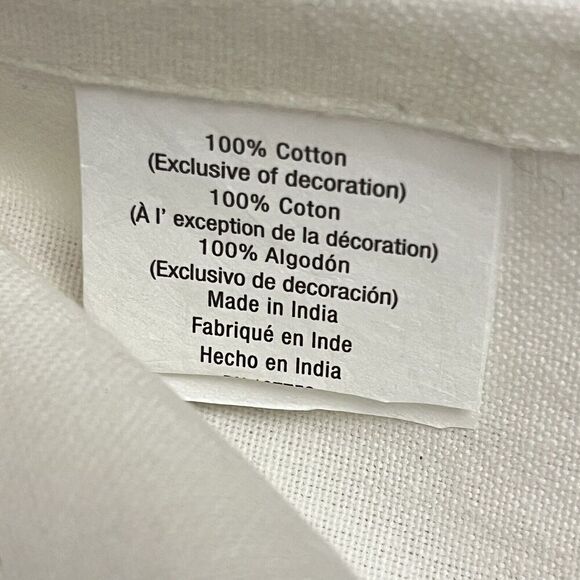 100% Cotton
(Exclusive of decoration)
100% Coton
(À l' exception de la décoration)
100% Algodón
(Exclusivo de decoración)
Made in India
Fabriqué en Inde
Hecho en India